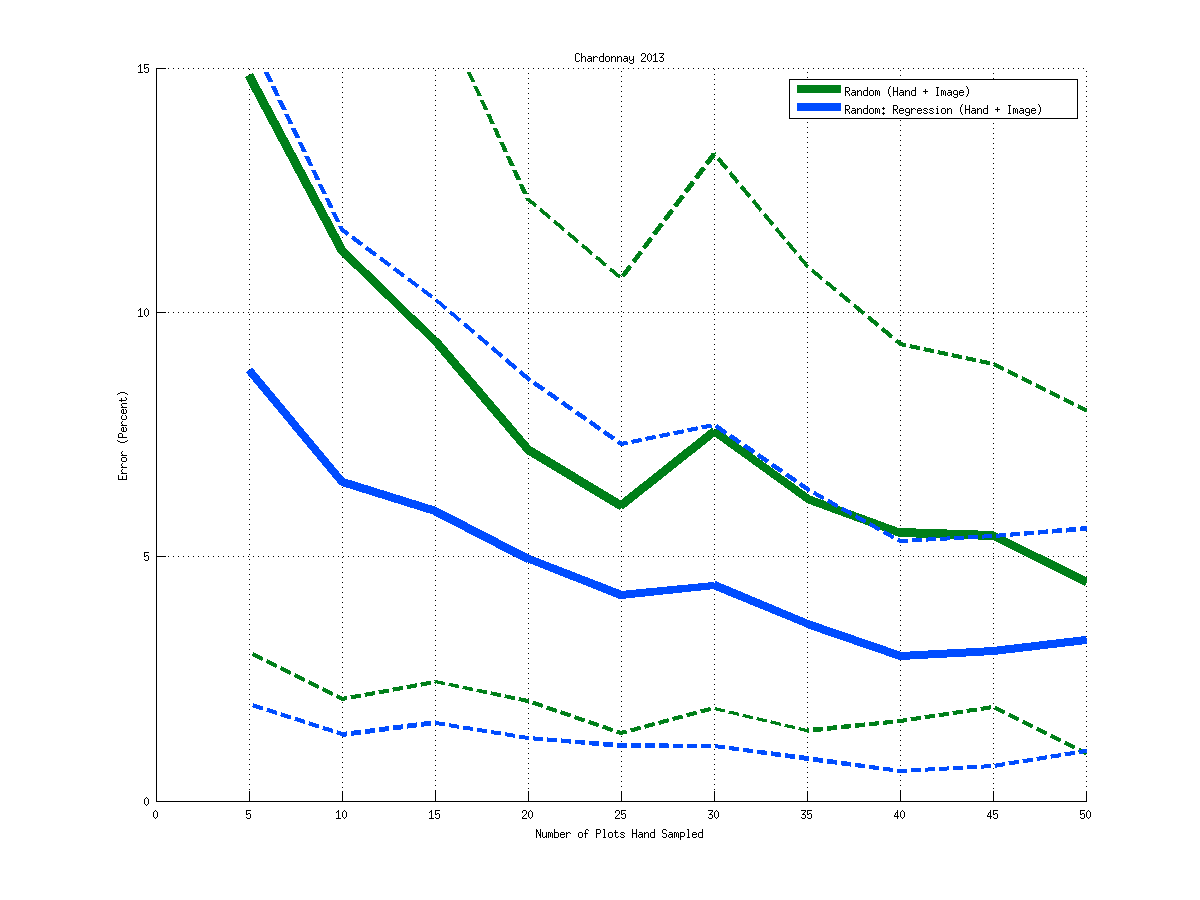 Chardonnay 2013
Random (Hand + Image)
Random: Regression (Hand + Image)
Error (Percent)
15
10
5
0
0 5 10 15 20 25 30 35 40 45 50
Number of Plots Hand Sampled